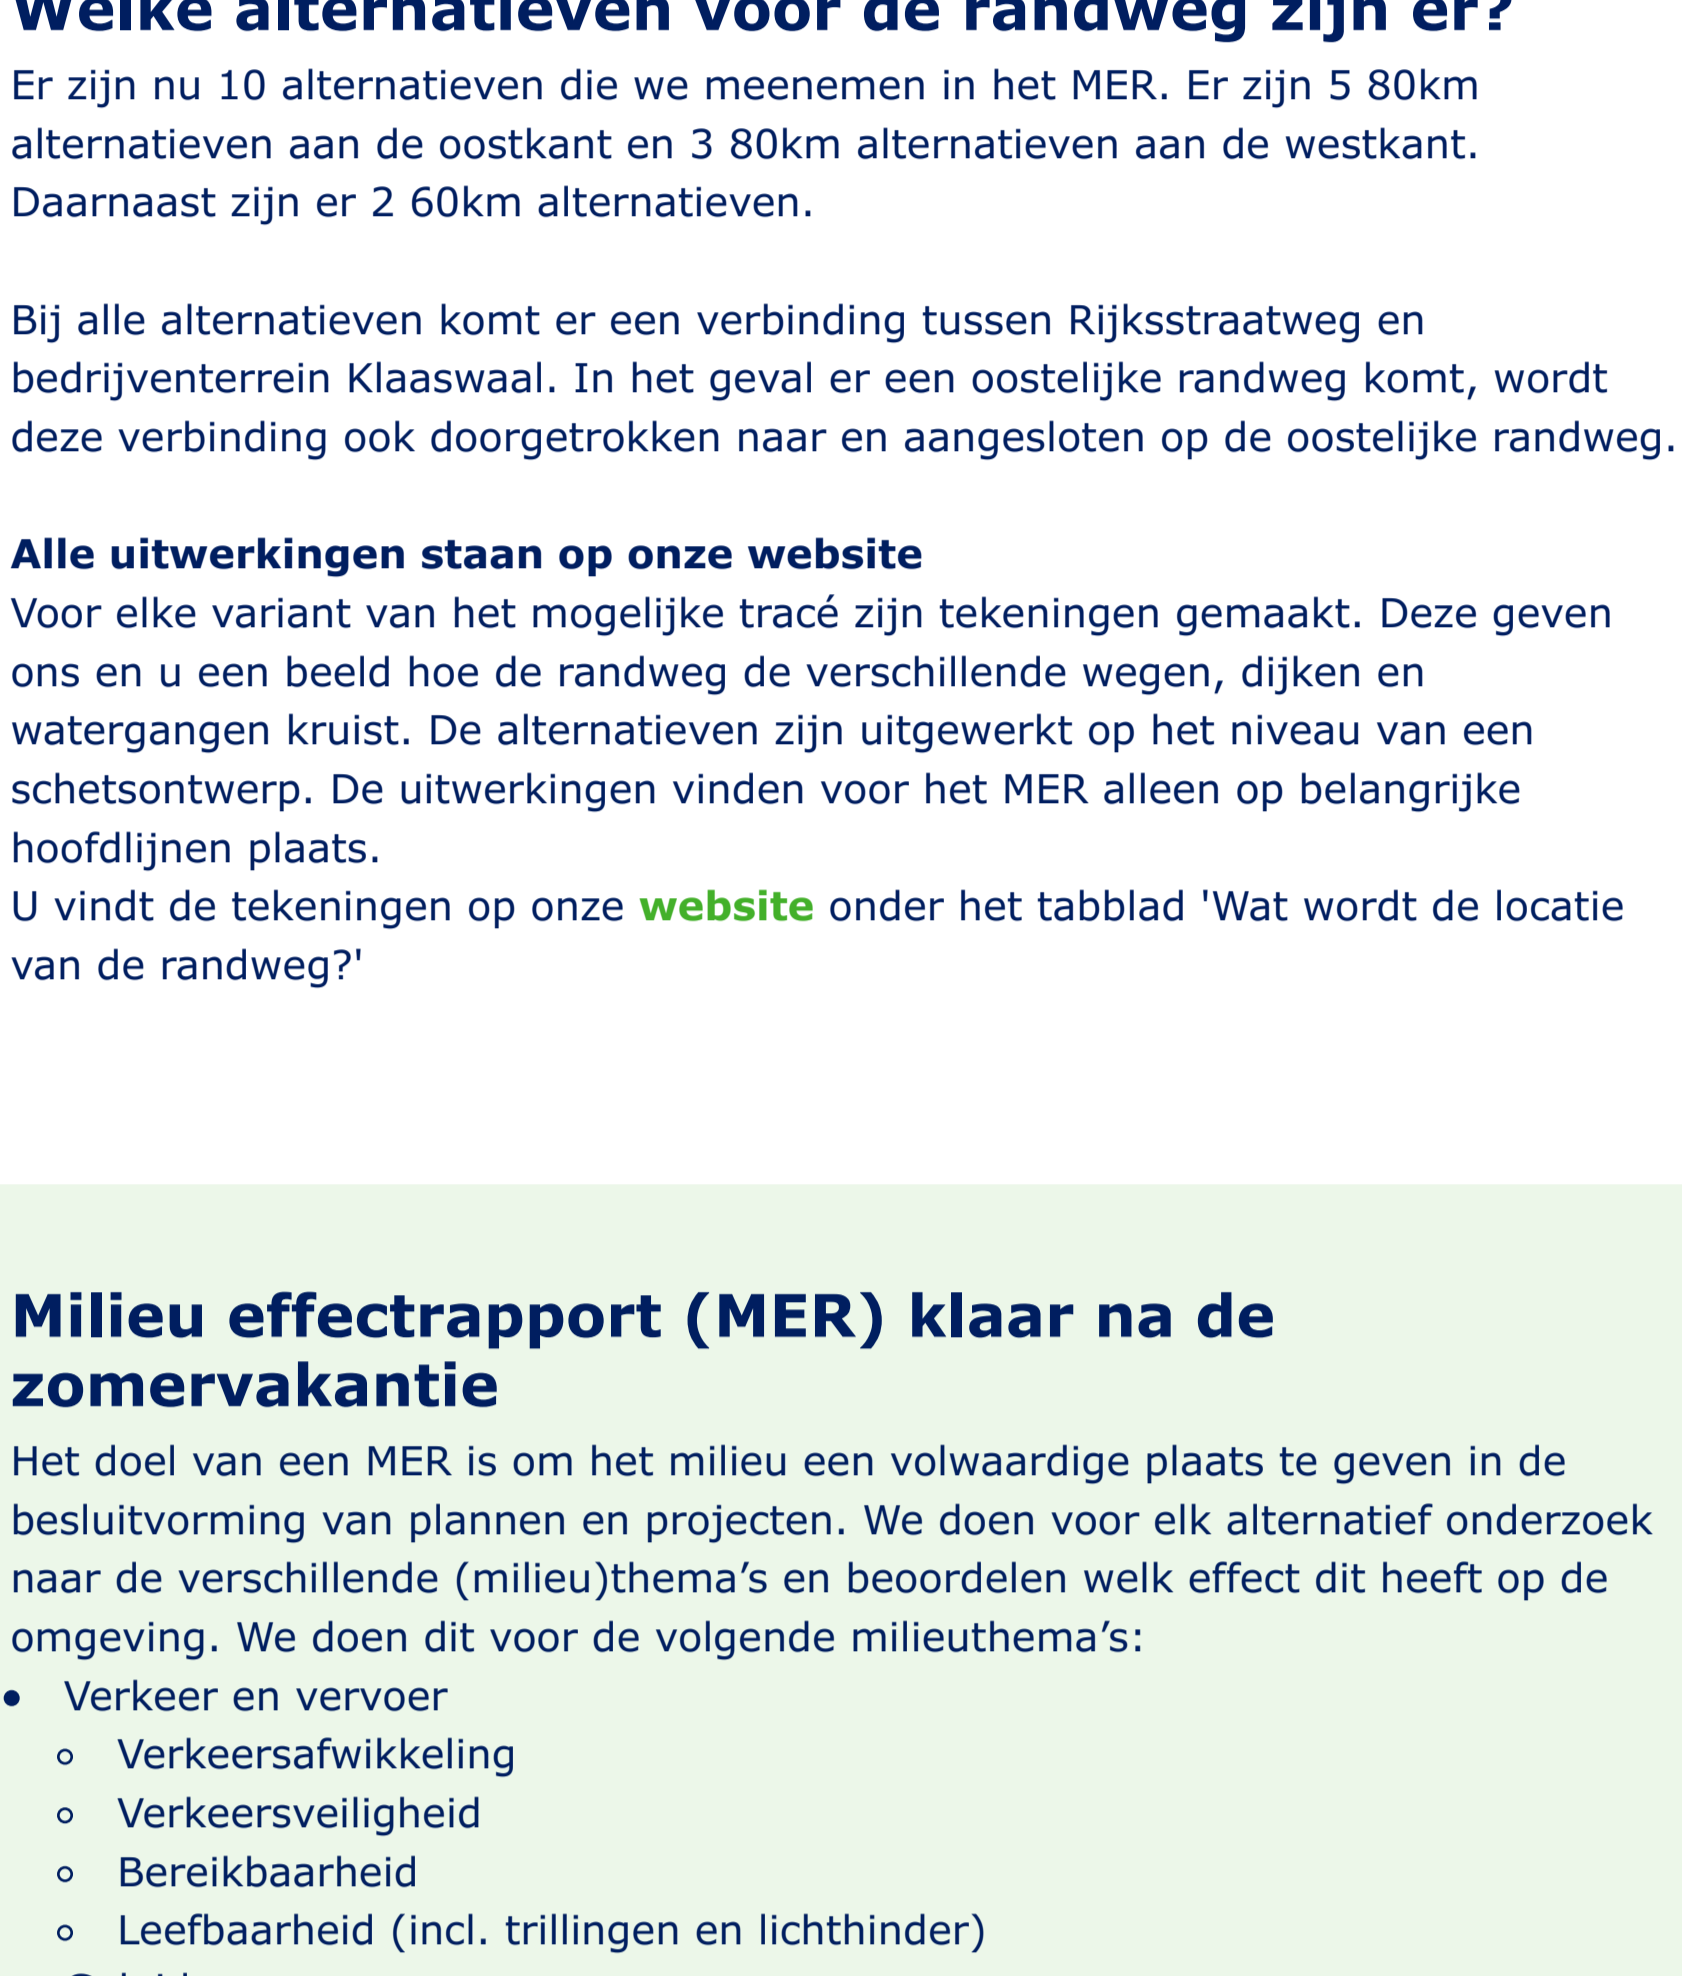 Welke alternatieven voor de randweg zijn er?
Er zijn nu 10 alternatieven die we meenemen in het MER. Er zijn 5 80km
alternatieven aan de oostkant en 3 80km alternatieven aan de westkant.
Daarnaast zijn er 2 60km alternatieven.
Bij alle alternatieven komt er een verbinding tussen Rijksstraatweg en
bedrijventerrein Klaaswaal. In het geval er een oostelijke randweg komt, wordt
deze verbinding ook doorgetrokken naar en aangesloten op de oostelijke randweg.
Alle uitwerkingen staan op onze website
Voor elke variant van het mogelijke tracé zijn tekeningen gemaakt. Deze geven
ons en u een beeld hoe de randweg de verschillende wegen, dijken en
watergangen kruist. De alternatieven zijn uitgewerkt op het niveau van een
schetsontwerp. De uitwerkingen vinden voor het MER alleen op belangrijke
hoofdlijnen plaats.
U vindt de tekeningen op onze website onder het tabblad 'Wat wordt de locatie
van de randweg?'
Milieu effectrapport (MER) klaar na de
zomervakantie
Het doel van een MER is om het milieu een volwaardige plaats te geven in de
besluitvorming van plannen en projecten. We doen voor elk alternatief onderzoek
naar de verschillende (milieu)thema’s en beoordelen welk effect dit heeft op de
omgeving. We doen dit voor de volgende milieuthema’s:
• Verkeer en vervoer
◦ Verkeersafwikkeling
◦ Verkeersveiligheid
◦ Bereikbaarheid
◦ Leefbaarheid (incl. trillingen en lichthinder)